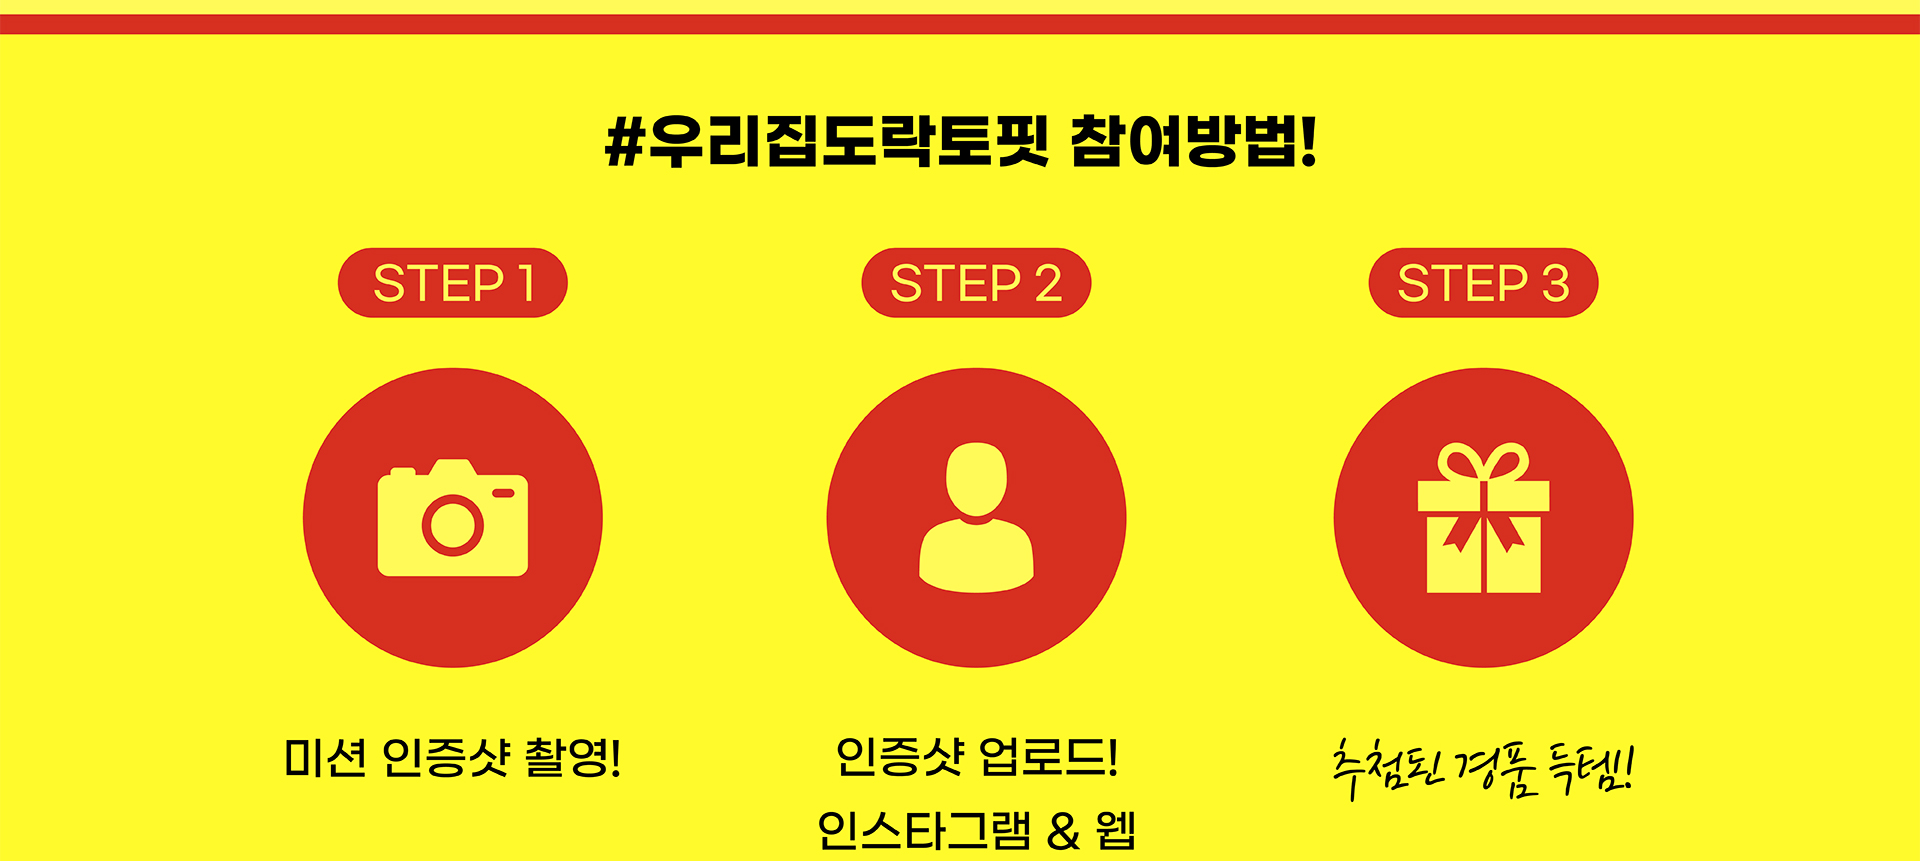 #우리집도락토핏 참여방법!
STEP 1
STEP 2
STEP 3
미션 인증샷 촬영!
인증샷 업로드!
인스타그램 & 웹
추첨된 경품 득템!